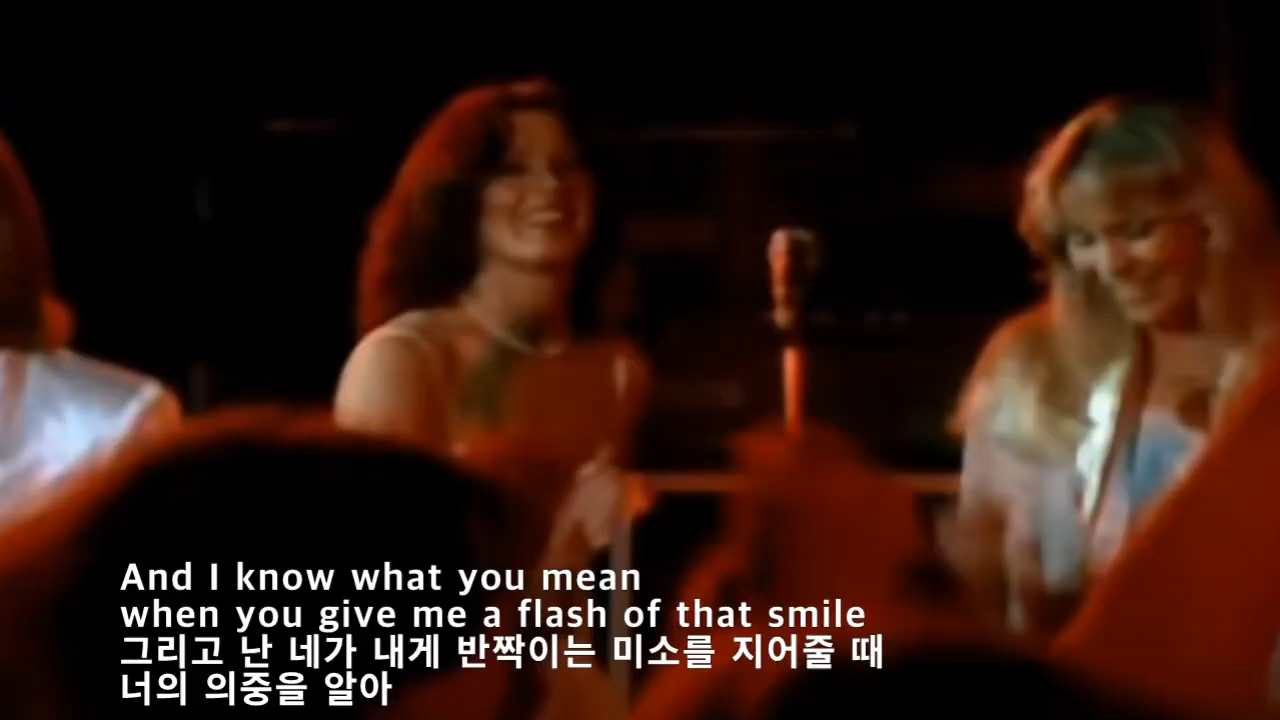 And I know what you mean
when you give me a flash of that smile
그리고 난 네가 내게 반짝이는 미소를 지어줄 때
너의 의중을 알아